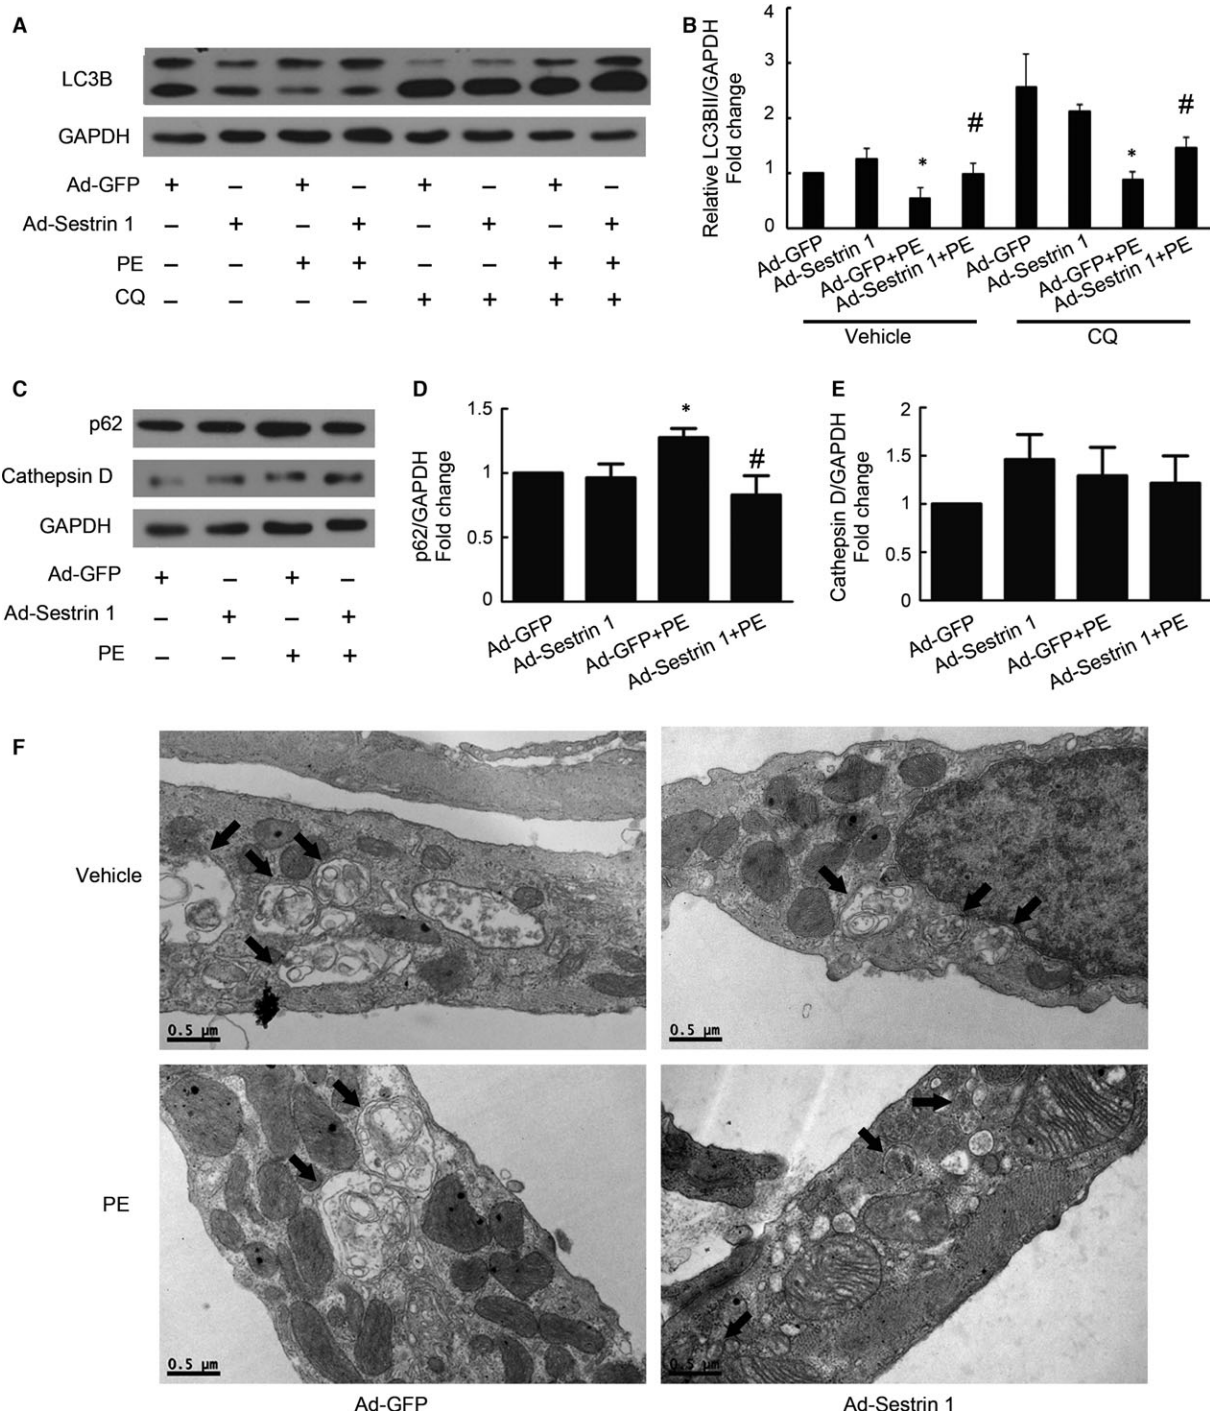 A
LC3B
GAPDH
Ad-GFP + – + – + – + –
Ad-Sestrin 1 – + – + – + – +
PE – – + + – – + +
CQ – – – – + + + +
B
Relative LC3BII/GAPDH
Fold change
4
3
2
1
0
* # * #
Ad-GFP
Ad-Sestrin 1
Ad-GFP+PE
Ad-Sestrin 1+PE
Ad-GFP
Ad-Sestrin 1
Ad-GFP+PE
Ad-Sestrin 1+PE
Vehicle
CQ
C
p62
Cathepsin D
GAPDH
Ad-GFP + – + –
Ad-Sestrin 1 – + – +
PE – – + +
D
p62/GAPDH
Fold change
1.5
1
0.5
0
* #
Ad-GFP
Ad-Sestrin 1
Ad-GFP+PE
Ad-Sestrin 1+PE
E
Cathepsin D/GAPDH
Fold change
2
1.5
1
0.5
0
Ad-GFP
Ad-Sestrin 1
Ad-GFP+PE
Ad-Sestrin 1+PE
F
Vehicle
0.5 µm
0.5 µm
PE
0.5 µm
0.5 µm
Ad-GFP
Ad-Sestrin 1